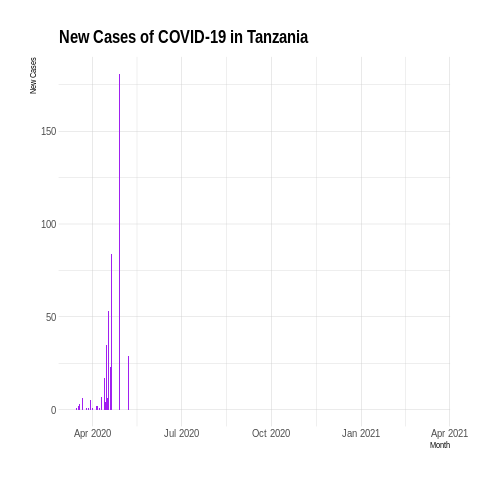 New Cases of COVID-19 in Tanzania
New Cases
150
100
50
0
Apr 2020 Jul 2020 Oct 2020 Jan 2021 Apr 2021
Month